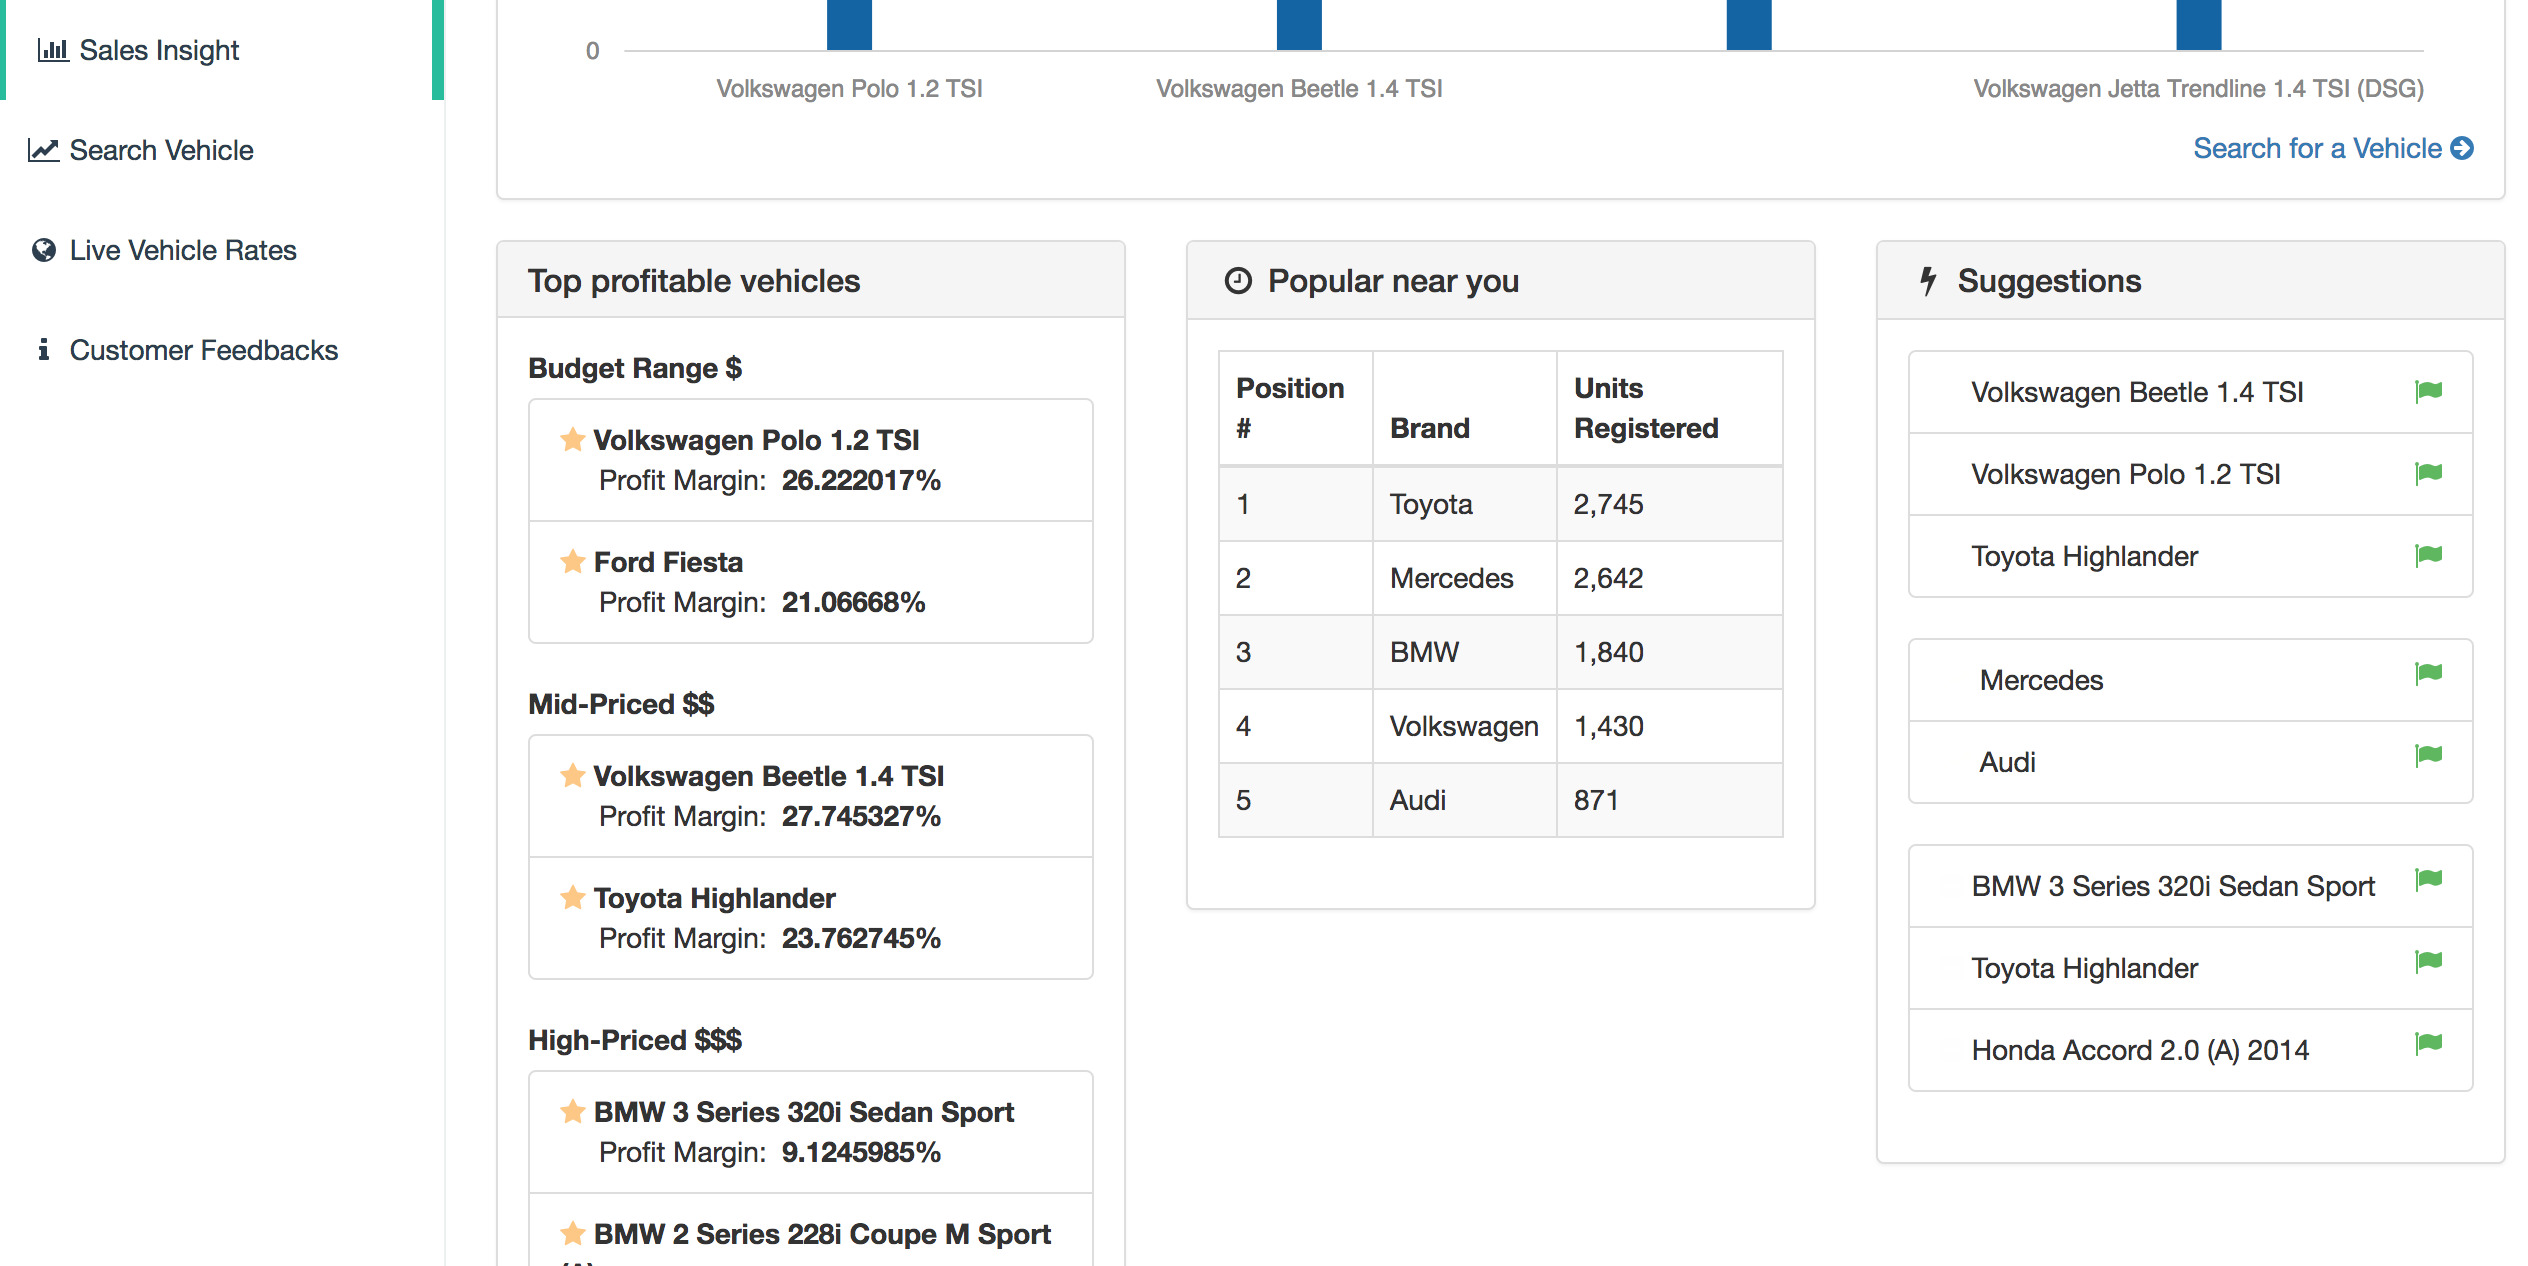 Sales Insight
Search Vehicle
Live Vehicle Rates
Customer Feedbacks
0
Volkswagen Polo 1.2 TSI
Volkswagen Beetle 1.4 TSI
Volkswagen Jetta Trendline 1.4 TSI (DSG)
Search for a Vehicle
Top profitable vehicles
Budget Range $
Volkswagen Polo 1.2 TSI
Profit Margin: 26.222017%
Ford Fiesta
Profit Margin: 21.06668%
Mid-Priced $$
Volkswagen Beetle 1.4 TSI
Profit Margin: 27.745327%
Toyota Highlander
Profit Margin: 23.762745%
High-Priced $$$
BMW 3 Series 320i Sedan Sport
Profit Margin: 9.1245985%
BMW 2 Series 228i Coupe M Sport
Popular near you
Position # Brand Units Registered
1 Toyota 2,745
2 Mercedes 2,642
3 BMW 1,840
4 Volkswagen 1,430
5 Audi 871
Suggestions
Volkswagen Beetle 1.4 TSI
Volkswagen Polo 1.2 TSI
Toyota Highlander
Mercedes
Audi
BMW 3 Series 320i Sedan Sport
Toyota Highlander
Honda Accord 2.0 (A) 2014